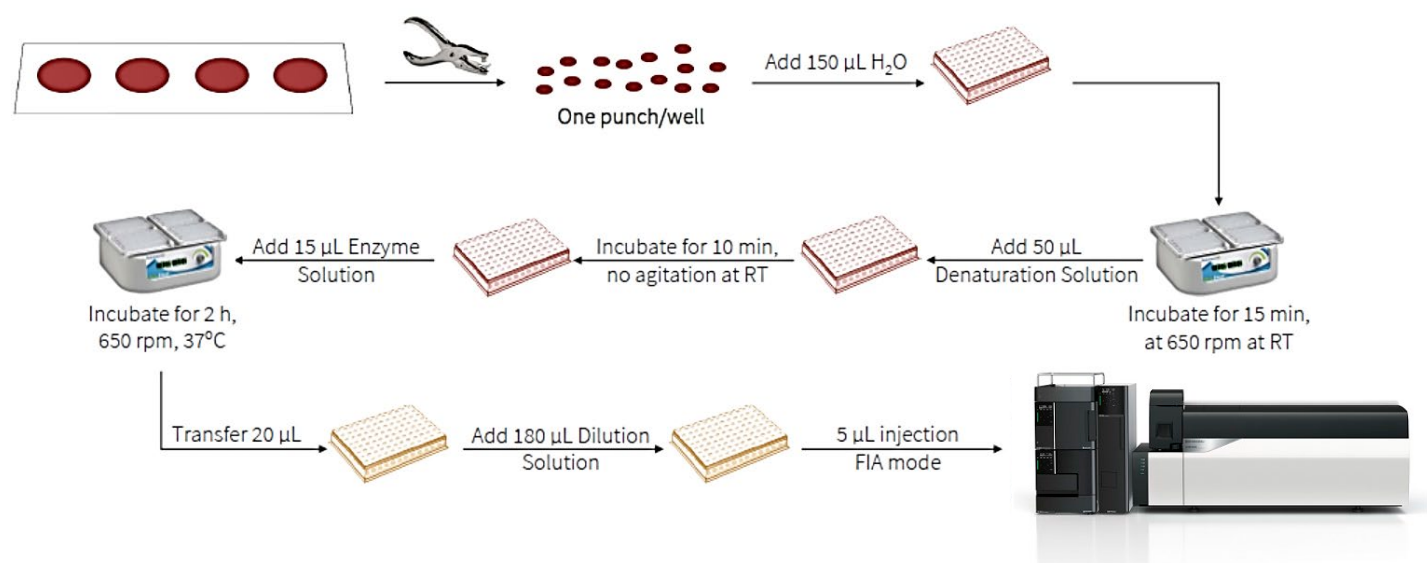 Add 150 µL H₂O
One punch/well
Add 15 µL Enzyme
Solution
Incubate for 10 min,
no agitation at RT
Add 50 µL
Denaturation Solution
Incubate for 2 h,
650 rpm, 37⁰C
Incubate for 15 min,
at 650 rpm at RT
Transfer 20 µL
Add 180 µL Dilution
Solution
5 µL injection
FIA mode